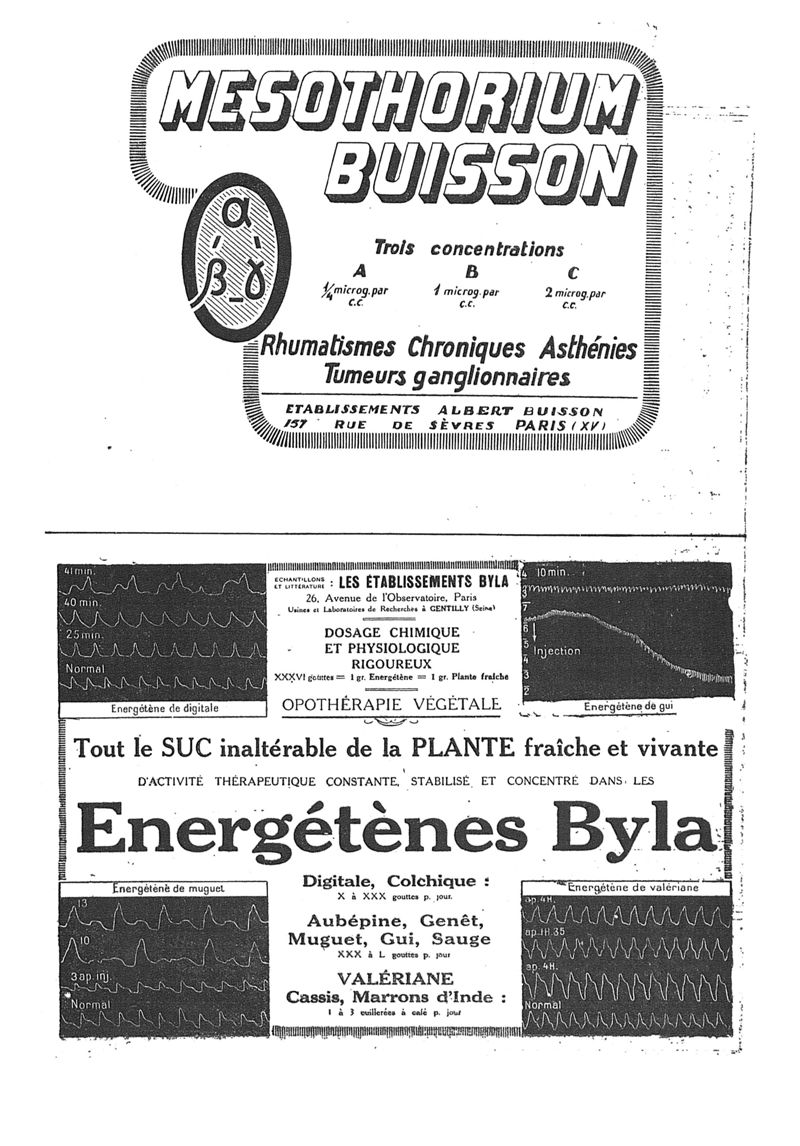 MESOTHORIUM
BUISSON
α
β γ
Trois concentrations
A B C
1/4 microg. par c.c. 1 microg. par c.c. 2 microg. par c.c.
Rhumatismes Chroniques Asthénies
Tumeurs ganglionnaires
ETABLISSEMENTS ALBERT BUISSON
157 RUE DE SÈVRES PARIS (XV)
41 min.
40 min.
25 min.
Normal
Energétène de digitale
ECHANTILLONS ET LITTÉRATURE : LES ÉTABLISSEMENTS BYLA
26, Avenue de l'Observatoire, Paris
Usines et Laboratoires de Recherches à GENTILLY (Seine)
DOSAGE CHIMIQUE
ET PHYSIOLOGIQUE
RIGOUREUX
XXXVI gouttes = 1 gr. Energétène = 1 gr. Plante fraîche
OPOTHÉRAPIE VÉGÉTALE
10 min.
Injection
Energétène de gui
Tout le SUC inaltérable de la PLANTE fraîche et vivante
D'ACTIVITÉ THÉRAPEUTIQUE CONSTANTE, STABILISÉ ET CONCENTRÉ DANS LES
Energétènes Byla
Energétène de muguet
13
10
3 ap. inj.
Normal
Digitale, Colchique :
X à XXX gouttes p. jour.
Aubépine, Genêt,
Muguet, Gui, Sauge
XXX à L gouttes p. jour
VALÉRIANE
Cassis, Marrons d'Inde :
1 à 3 cuillerées à café p. jour
Energétène de valériane
ap. 4H.
ap. 1H.35
ap. 4H.
Normal